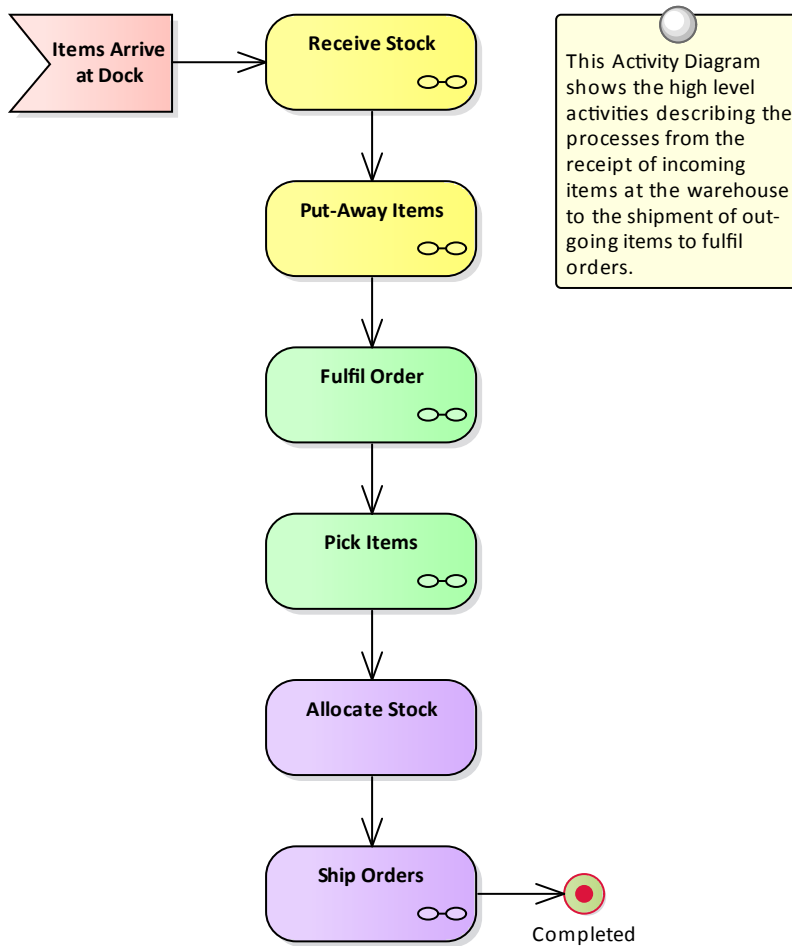 Items Arrive
at Dock
Receive Stock
This Activity Diagram
shows the high level
activities describing the
processes from the
receipt of incoming
items at the warehouse
to the shipment of out-
going items to fulfil
orders.
Put-Away Items
Fulfil Order
Pick Items
Allocate Stock
Ship Orders
Completed